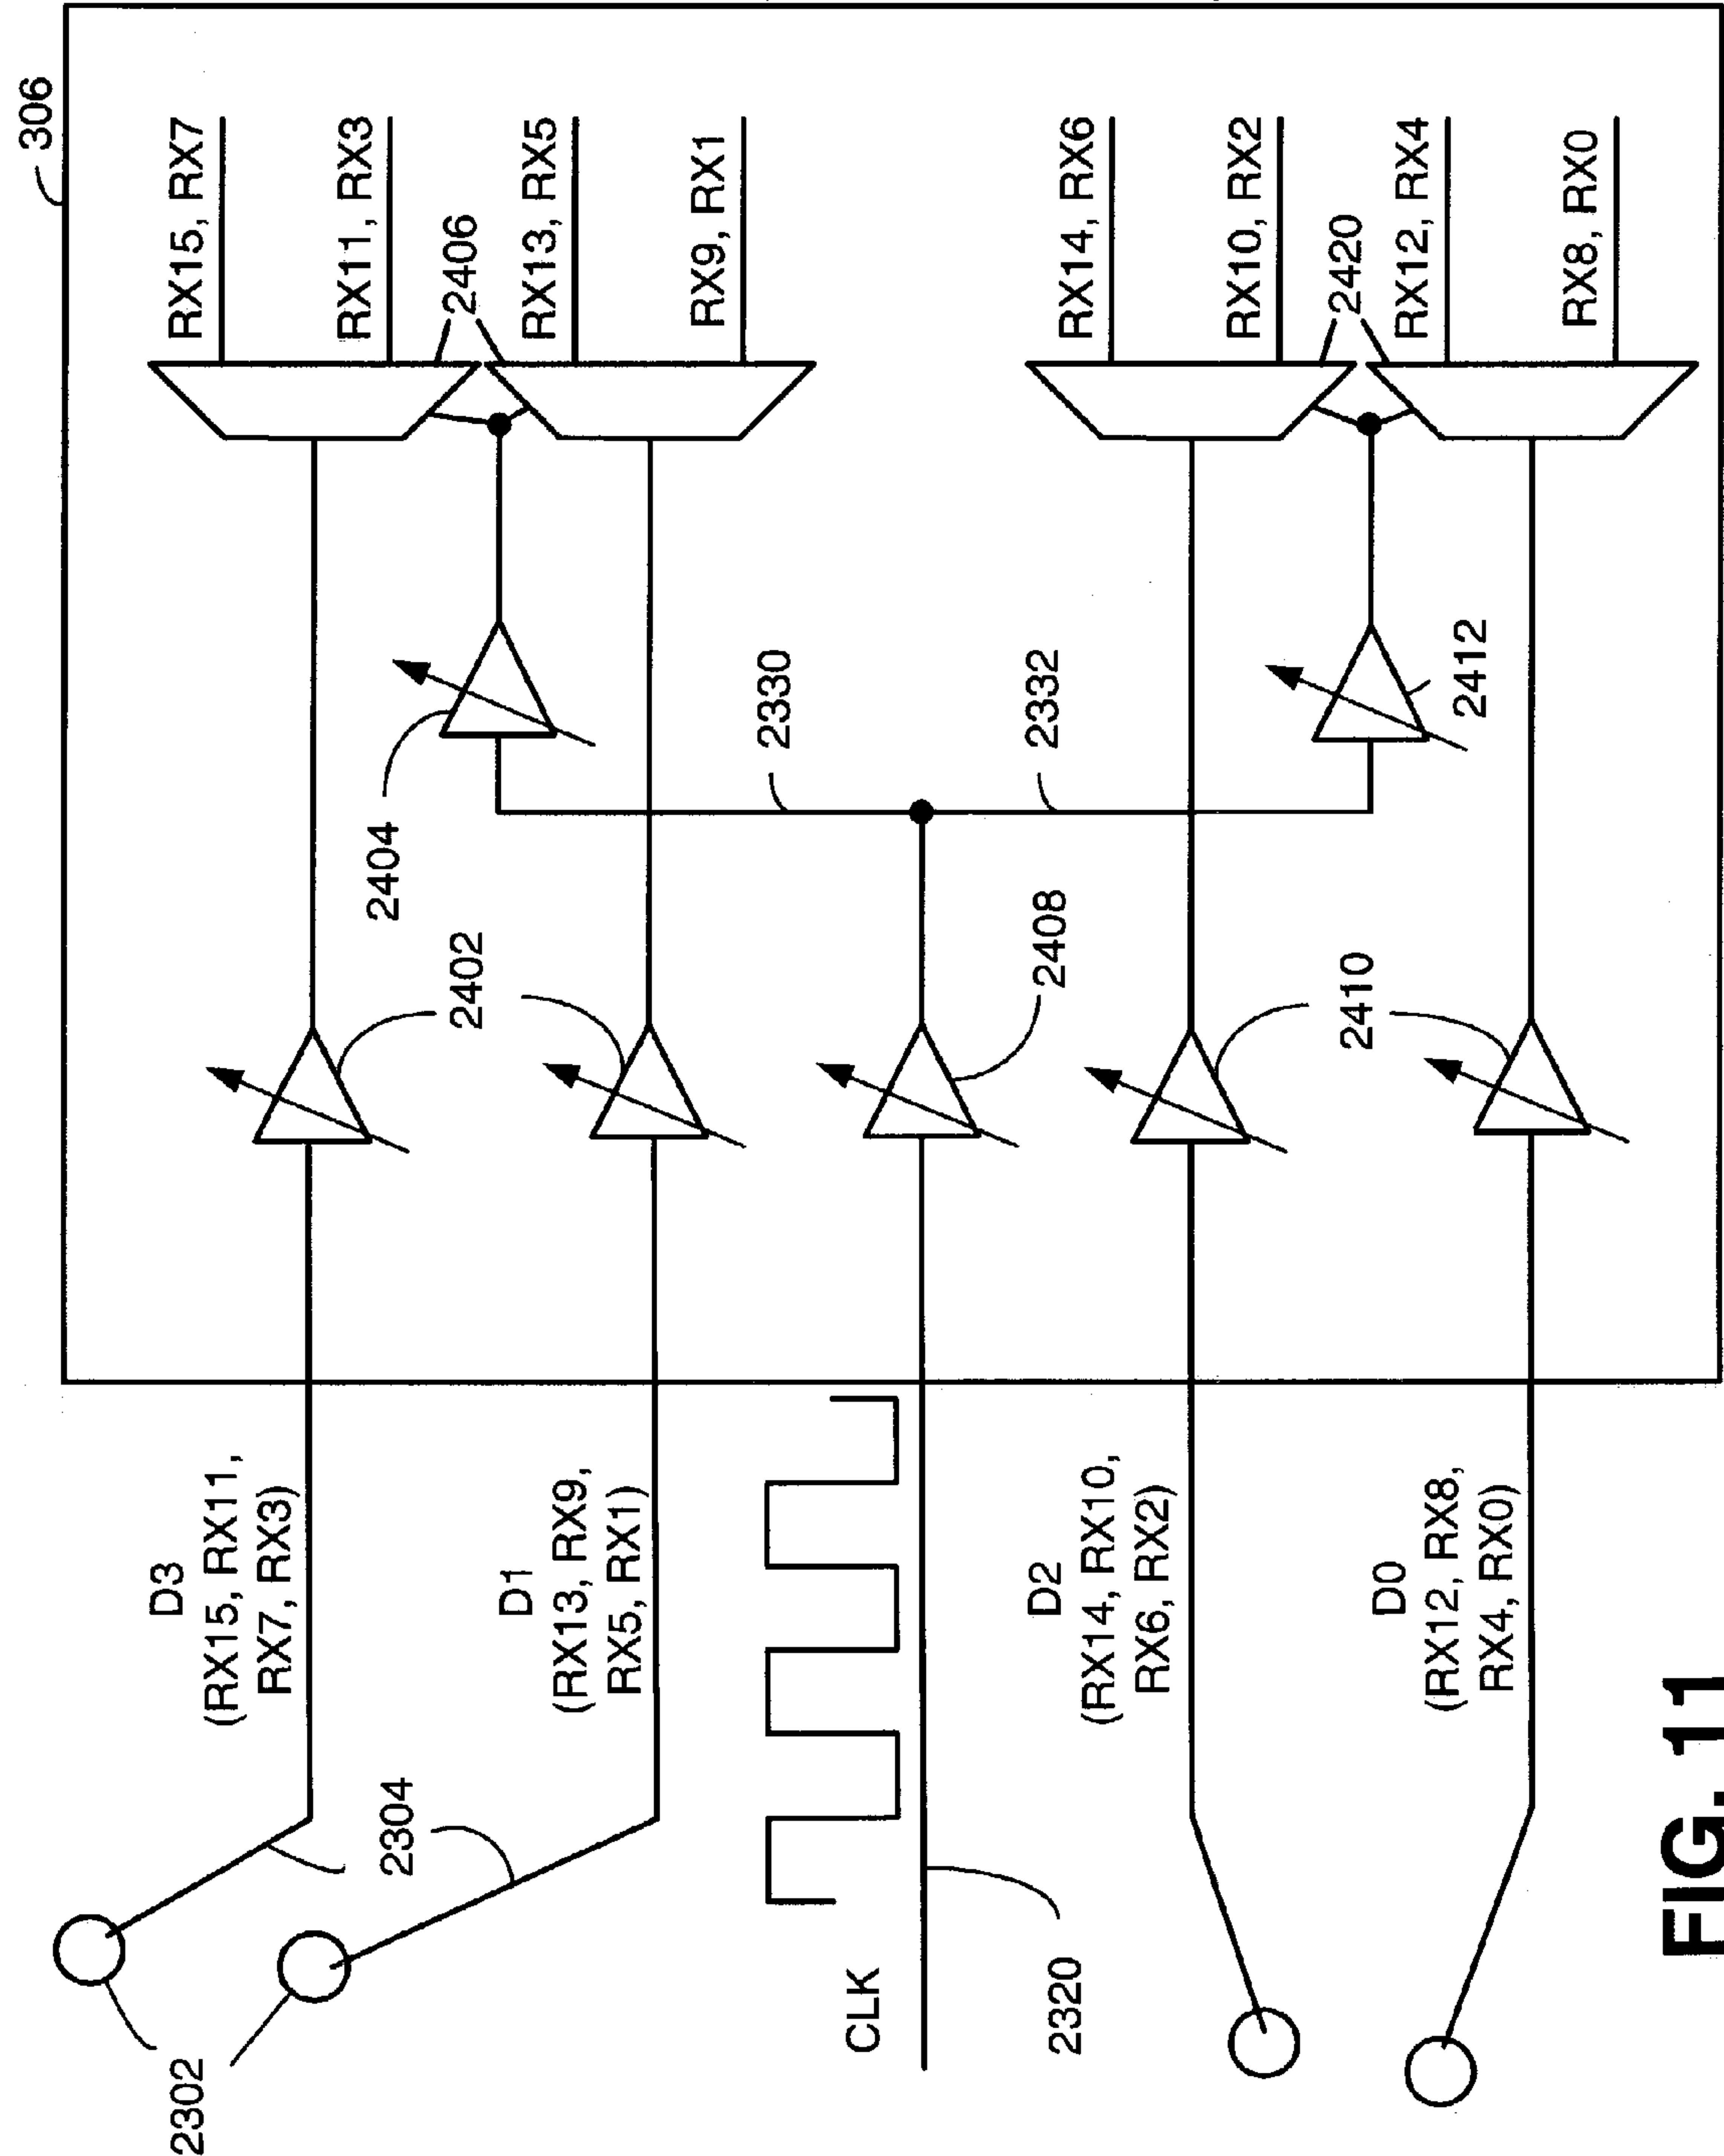 306
2302
2304
D3
(RX15, RX11,
RX7, RX3)
2402
2404
RX15, RX7
RX11, RX3
2406
D1
(RX13, RX9,
RX5, RX1)
RX13, RX5
RX9, RX1
CLK
2320
2408
2330
2332
D2
(RX14, RX10,
RX6, RX2)
2410
RX14, RX6
RX10, RX2
2420
D0
(RX12, RX8,
RX4, RX0)
2412
RX12, RX4
RX8, RX0
FIG. 11